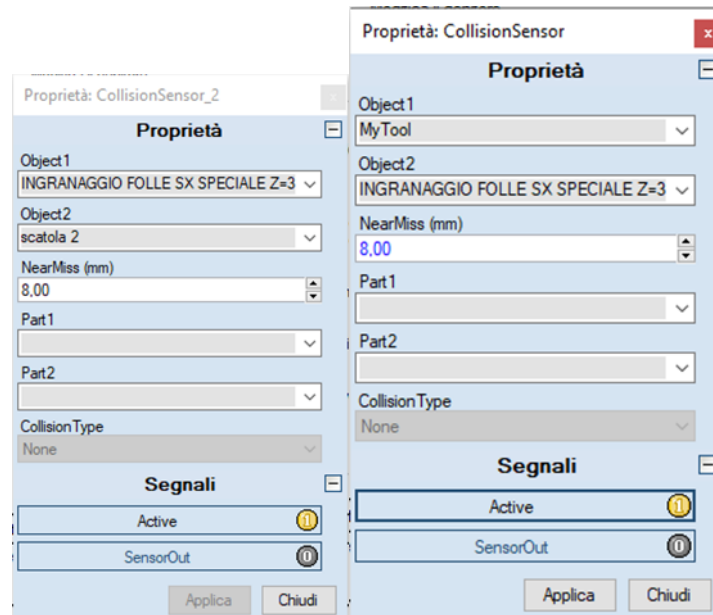 Proprietà: CollisionSensor_2
x
Proprietà
Object1
INGRANAGGIO FOLLE SX SPECIALE Z=3
Object2
scatola 2
NearMiss (mm)
8,00
Part1
Part2
CollisionType
None
Segnali
Active
1
SensorOut
0
Applica
Chiudi
Proprietà: CollisionSensor
x
Proprietà
Object1
MyTool
Object2
INGRANAGGIO FOLLE SX SPECIALE Z=3
NearMiss (mm)
8,00
Part1
Part2
CollisionType
None
Segnali
Active
1
SensorOut
0
Applica
Chiudi